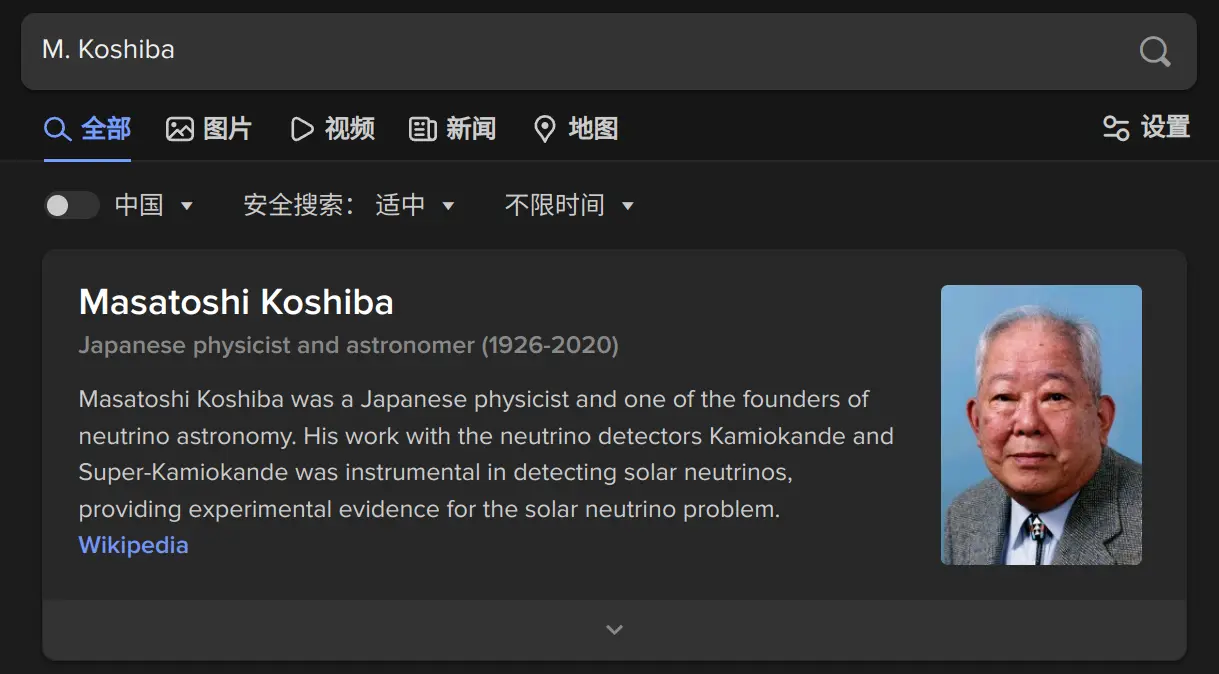 M. Koshiba
全部 图片 视频 新闻 地图 设置
中国 安全搜索： 适中 不限时间
Masatoshi Koshiba
Japanese physicist and astronomer (1926-2020)
Masatoshi Koshiba was a Japanese physicist and one of the founders of
neutrino astronomy. His work with the neutrino detectors Kamiokande and
Super-Kamiokande was instrumental in detecting solar neutrinos,
providing experimental evidence for the solar neutrino problem.
Wikipedia